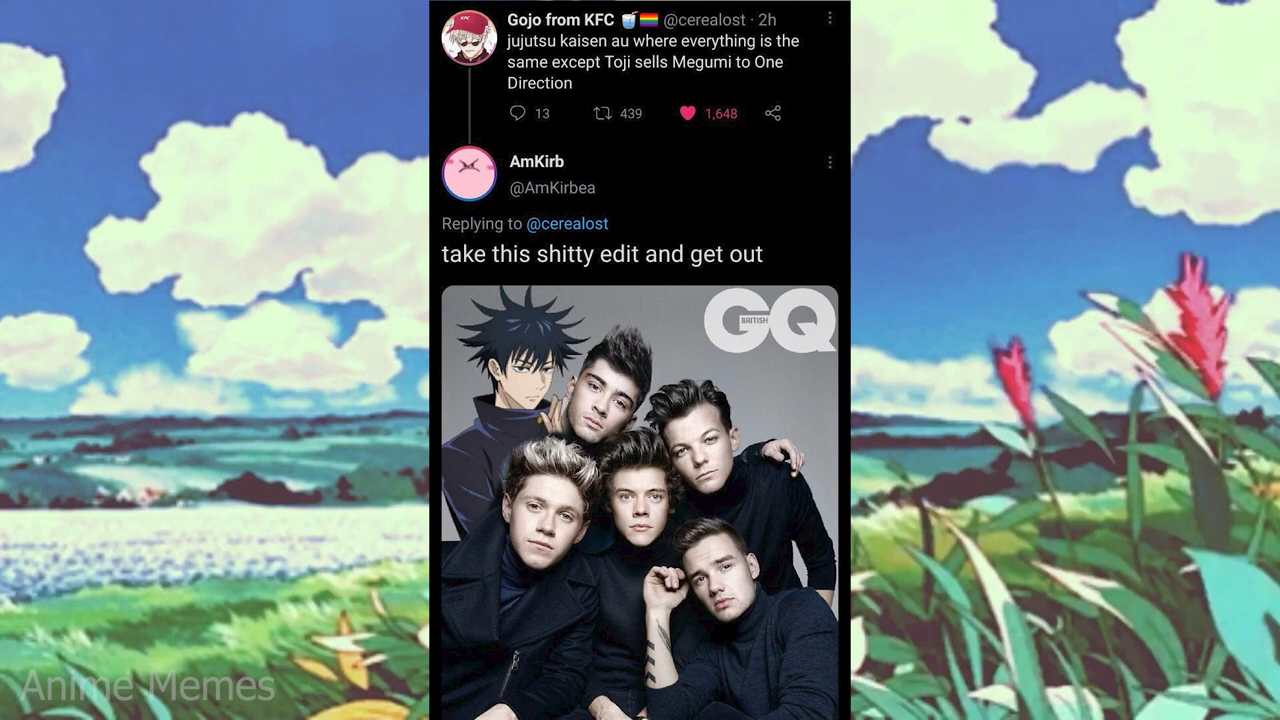 Gojo from KFC 🥤🏳️‍🌈 @cerealost · 2h
jujutsu kaisen au where everything is the
same except Toji sells Megumi to One
Direction
13 439 1,648
AmKirb
@AmKirbea
Replying to @cerealost
take this shitty edit and get out
GQ
BRITISH
KFC
Anime Memes